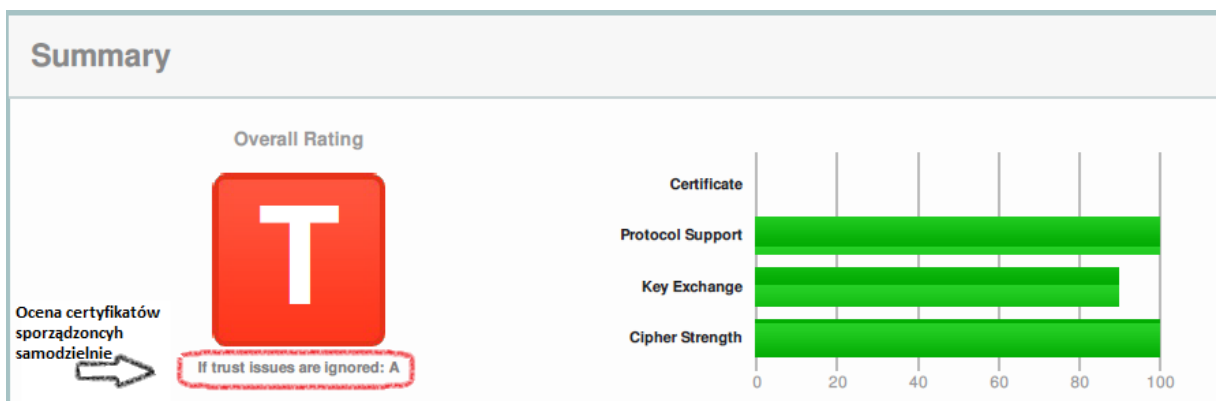 Summary
Overall Rating
T
Ocena certyfikatów
sporządzoncyh
samodzielnie
If trust issues are ignored: A
Certificate
Protocol Support
Key Exchange
Cipher Strength
0 20 40 60 80 100